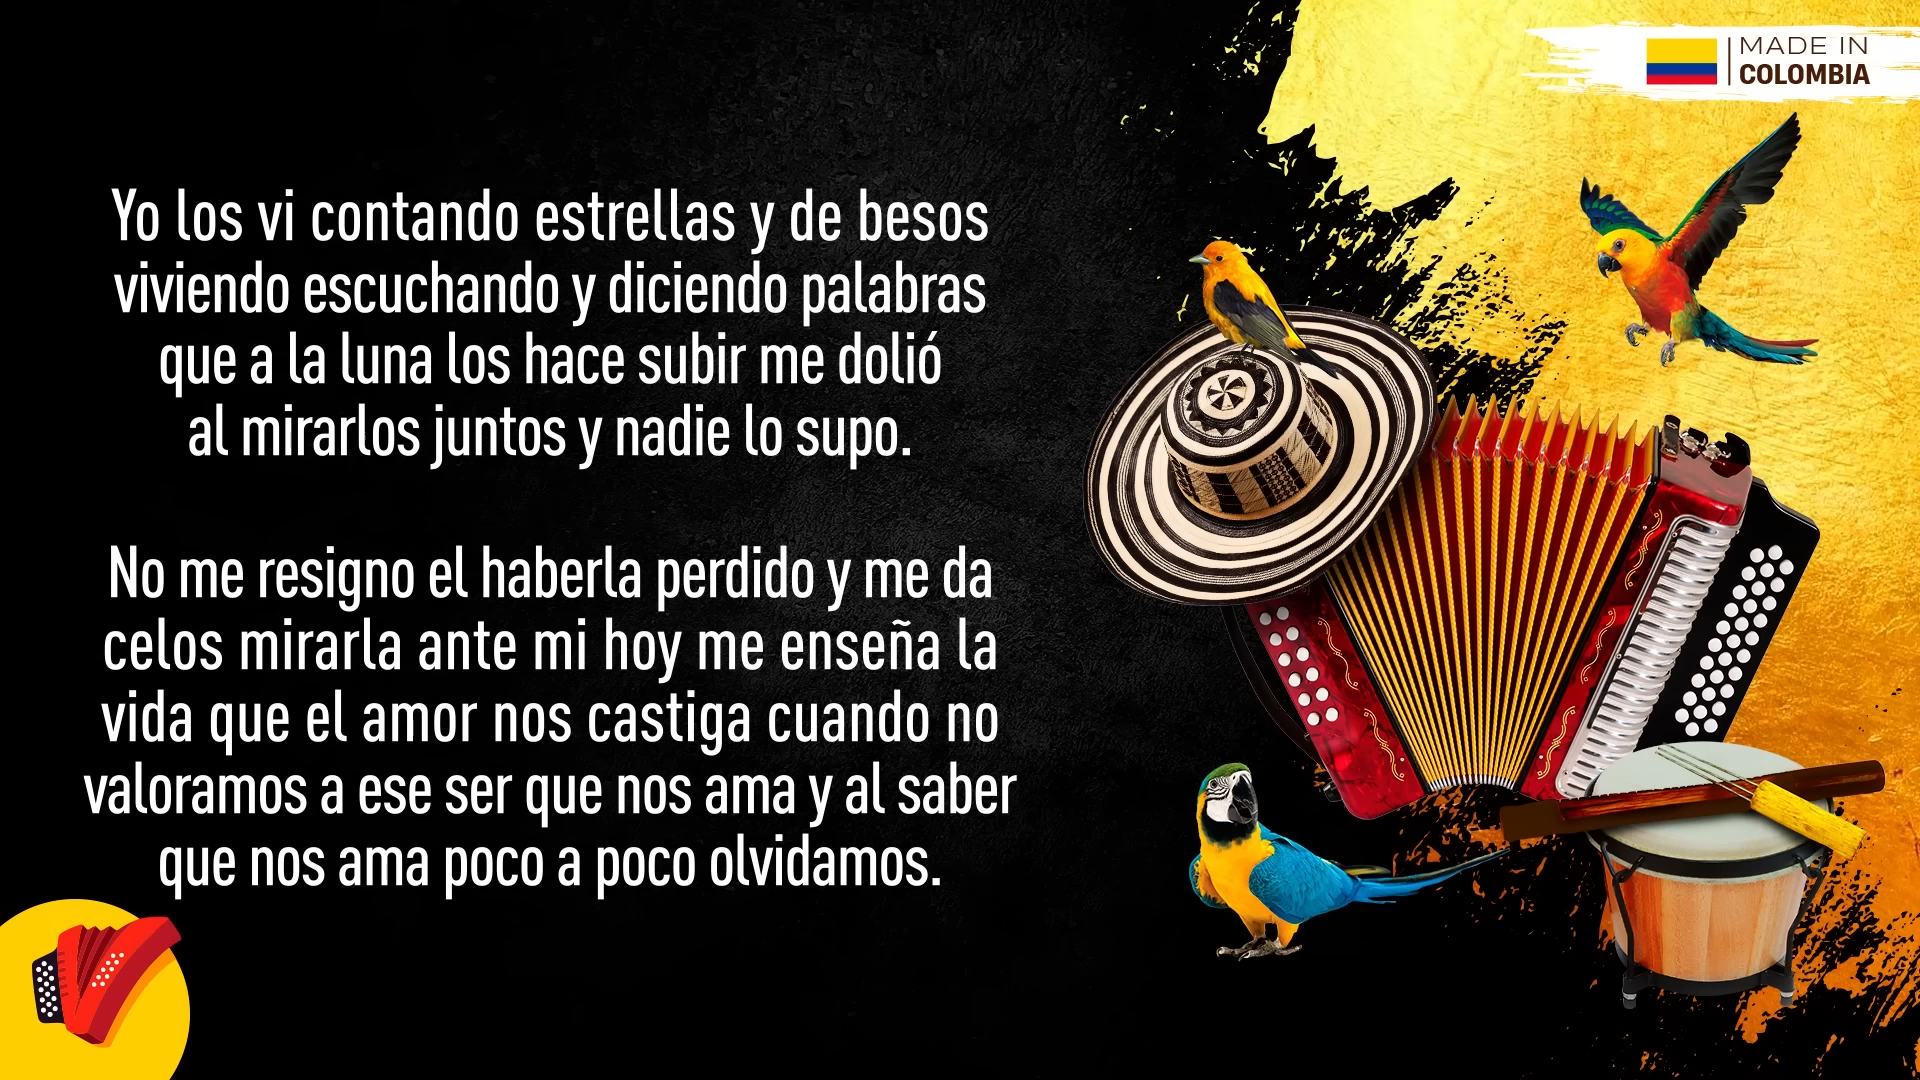 MADE IN
COLOMBIA
Yo los vi contando estrellas y de besos
viviendo escuchando y diciendo palabras
que a la luna los hace subir me dolió
al mirarlos juntos y nadie lo supo.
No me resigno el haberla perdido y me da
celos mirarla ante mi hoy me enseña la
vida que el amor nos castiga cuando no
valoramos a ese ser que nos ama y al saber
que nos ama poco a poco olvidamos.